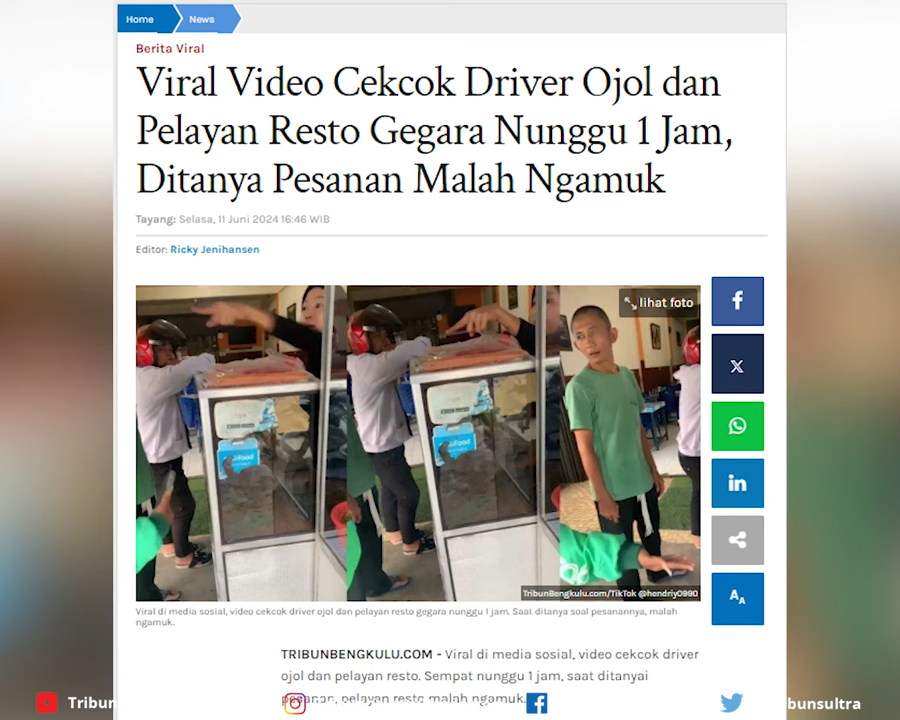 Home News
Berita Viral
Viral Video Cekcok Driver Ojol dan
Pelayan Resto Gegara Nunggu 1 Jam,
Ditanya Pesanan Malah Ngamuk
Tayang: Selasa, 11 Juni 2024 16:46 WIB
Editor: Ricky Jenihansen
lihat foto
Food
TribunBengkulu.com/TikTok @hendriy0990
Viral di media sosial, video cekcok driver ojol dan pelayan resto gegara nunggu 1 jam. Saat ditanya soal pesanannya, malah
ngamuk.
TRIBUNBENGKULU.COM - Viral di media sosial, video cekcok driver
ojol dan pelayan resto. Sempat nunggu 1 jam, saat ditanyai
pesanan, pelayan resto malah ngamuk.
Tribun
bunsultra